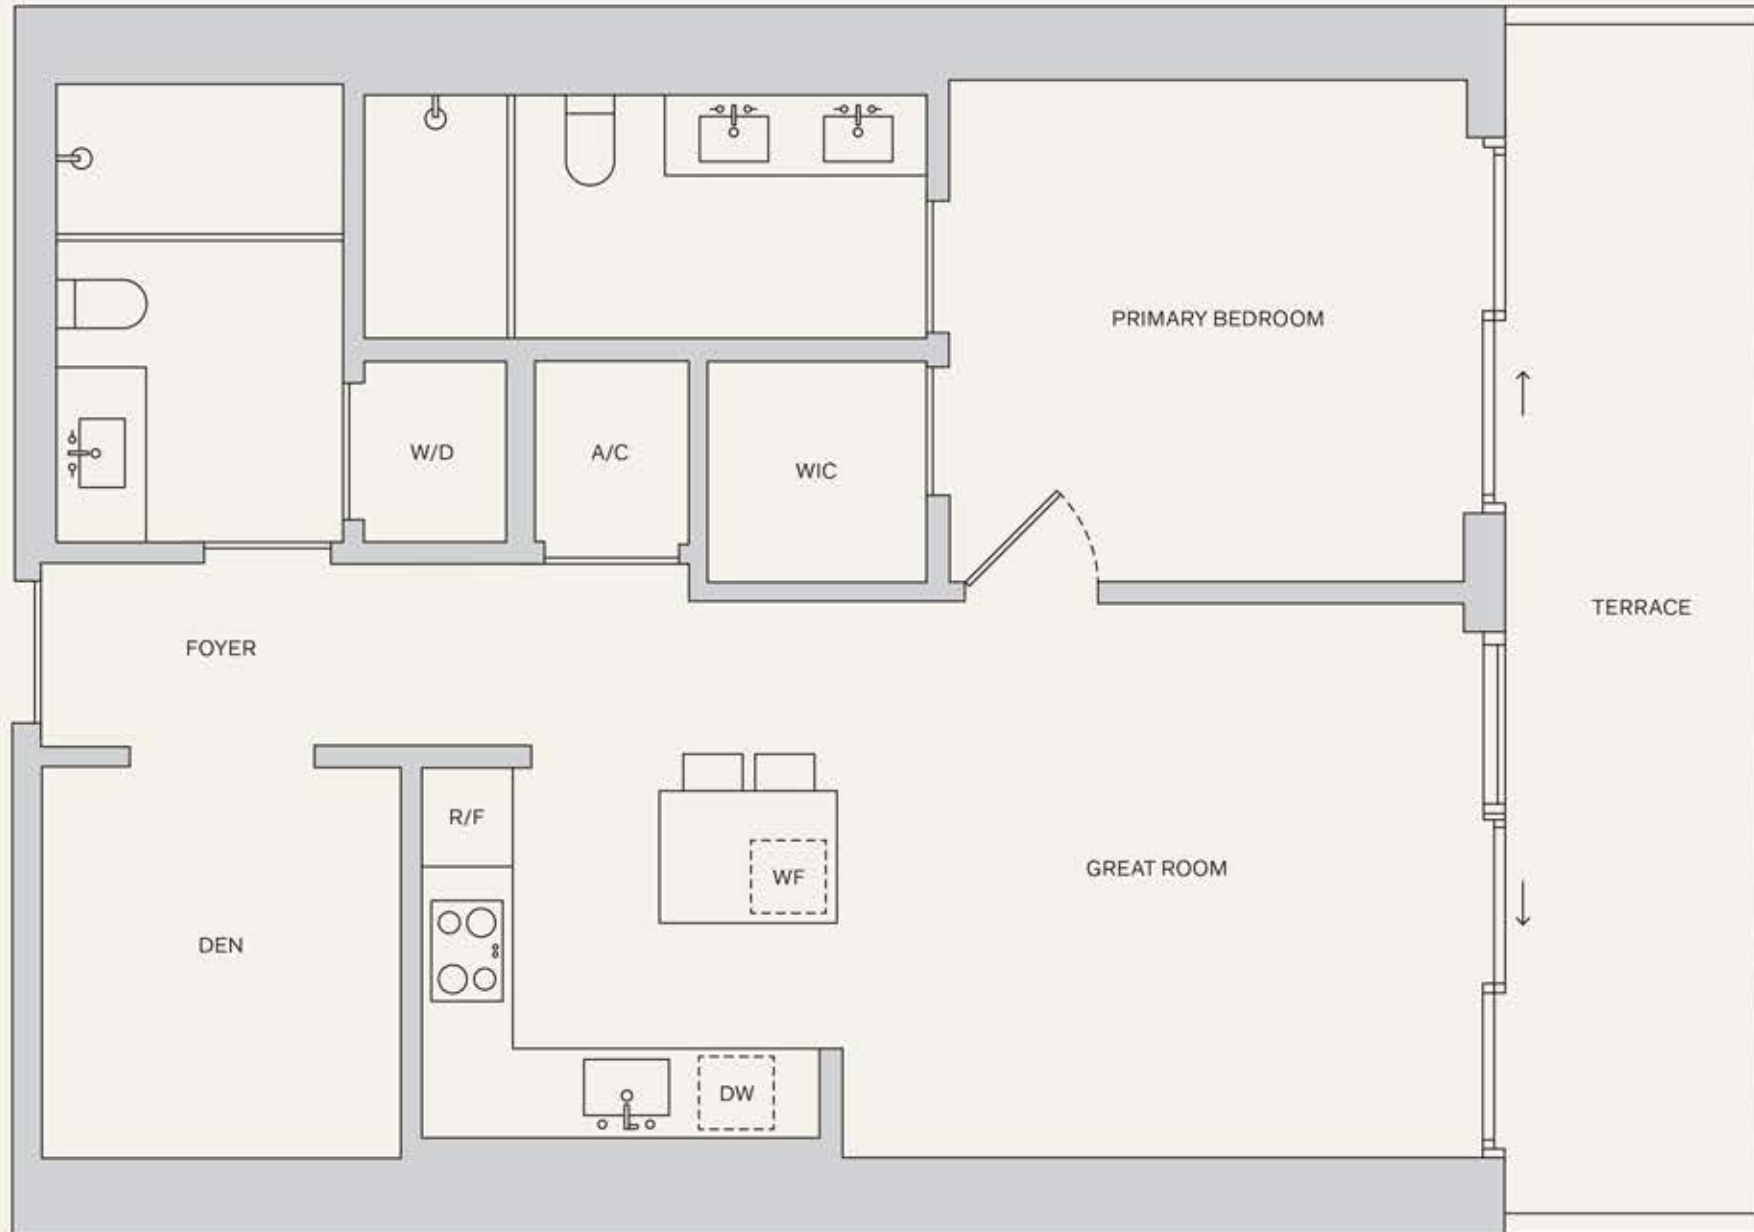 PRIMARY BEDROOM
W/D
A/C
WIC
TERRACE
FOYER
R/F
WF
GREAT ROOM
DEN
DW